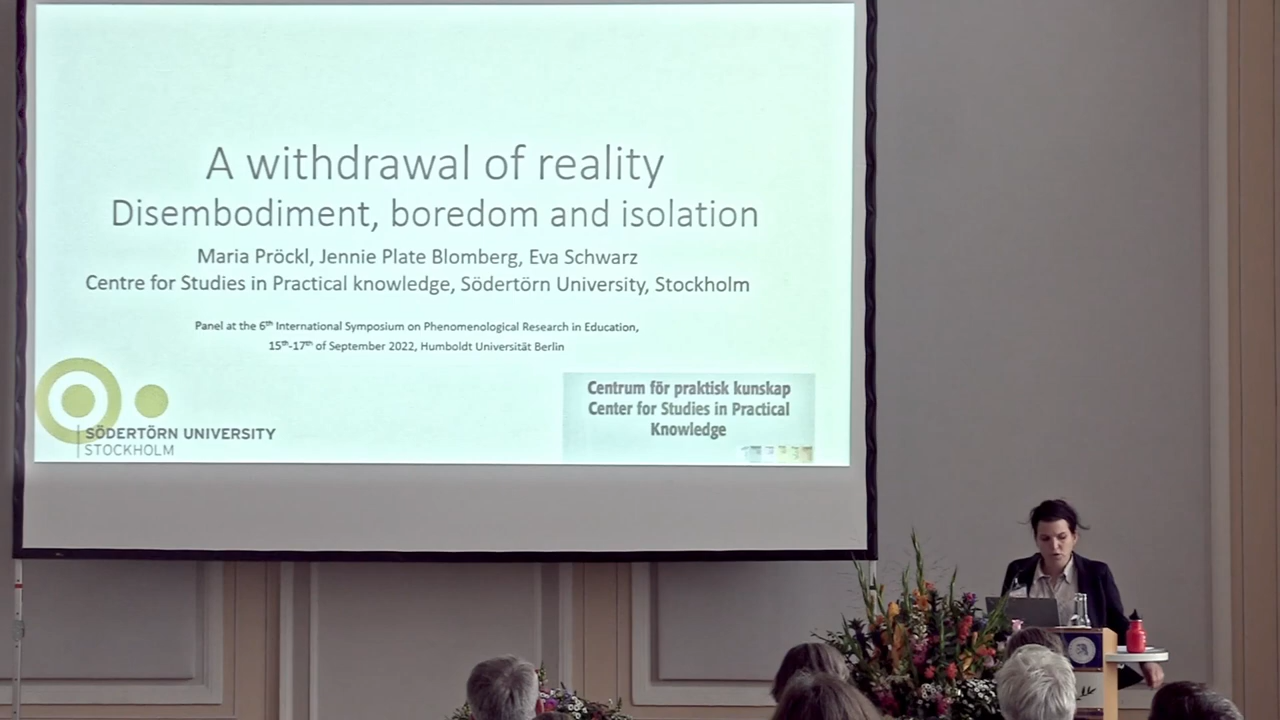 A withdrawal of reality
Disembodiment, boredom and isolation
Maria Pröckl, Jennie Plate Blomberg, Eva Schwarz
Centre for Studies in Practical knowledge, Södertörn University, Stockholm
Panel at the 6th International Symposium on Phenomenological Research in Education,
15th-17th of September 2022, Humboldt Universität Berlin
SÖDERTÖRN UNIVERSITY
STOCKHOLM
Centrum för praktisk kunskap
Center for Studies in Practical
Knowledge